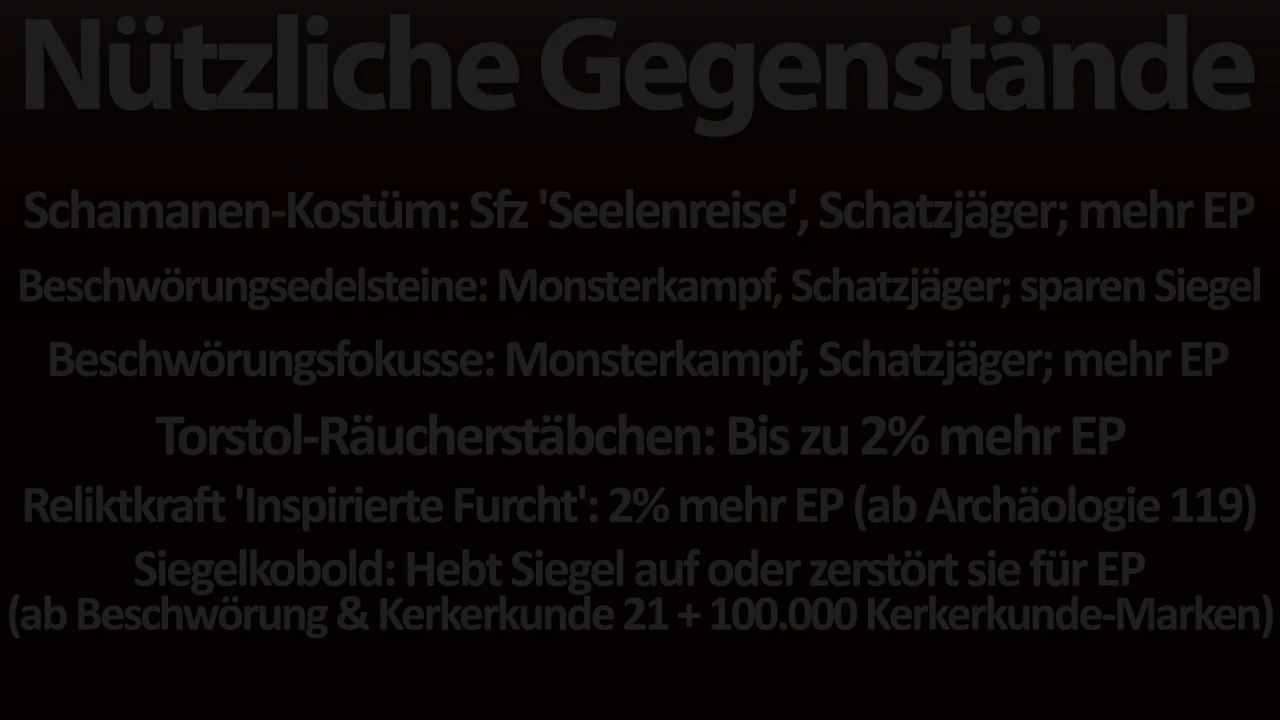 Nützliche Gegenstände
Schamanen-Kostüm: Sfz 'Seelenreise', Schatzjäger; mehr EP
Beschwörungsedelsteine: Monsterkampf, Schatzjäger; sparen Siegel
Beschwörungsfokusse: Monsterkampf, Schatzjäger; mehr EP
Torstol-Räucherstäbchen: Bis zu 2% mehr EP
Reliktkraft 'Inspirierte Furcht': 2% mehr EP (ab Archäologie 119)
Siegelkobold: Hebt Siegel auf oder zerstört sie für EP
(ab Beschwörung & Kerkerkunde 21 + 100.000 Kerkerkunde-Marken)